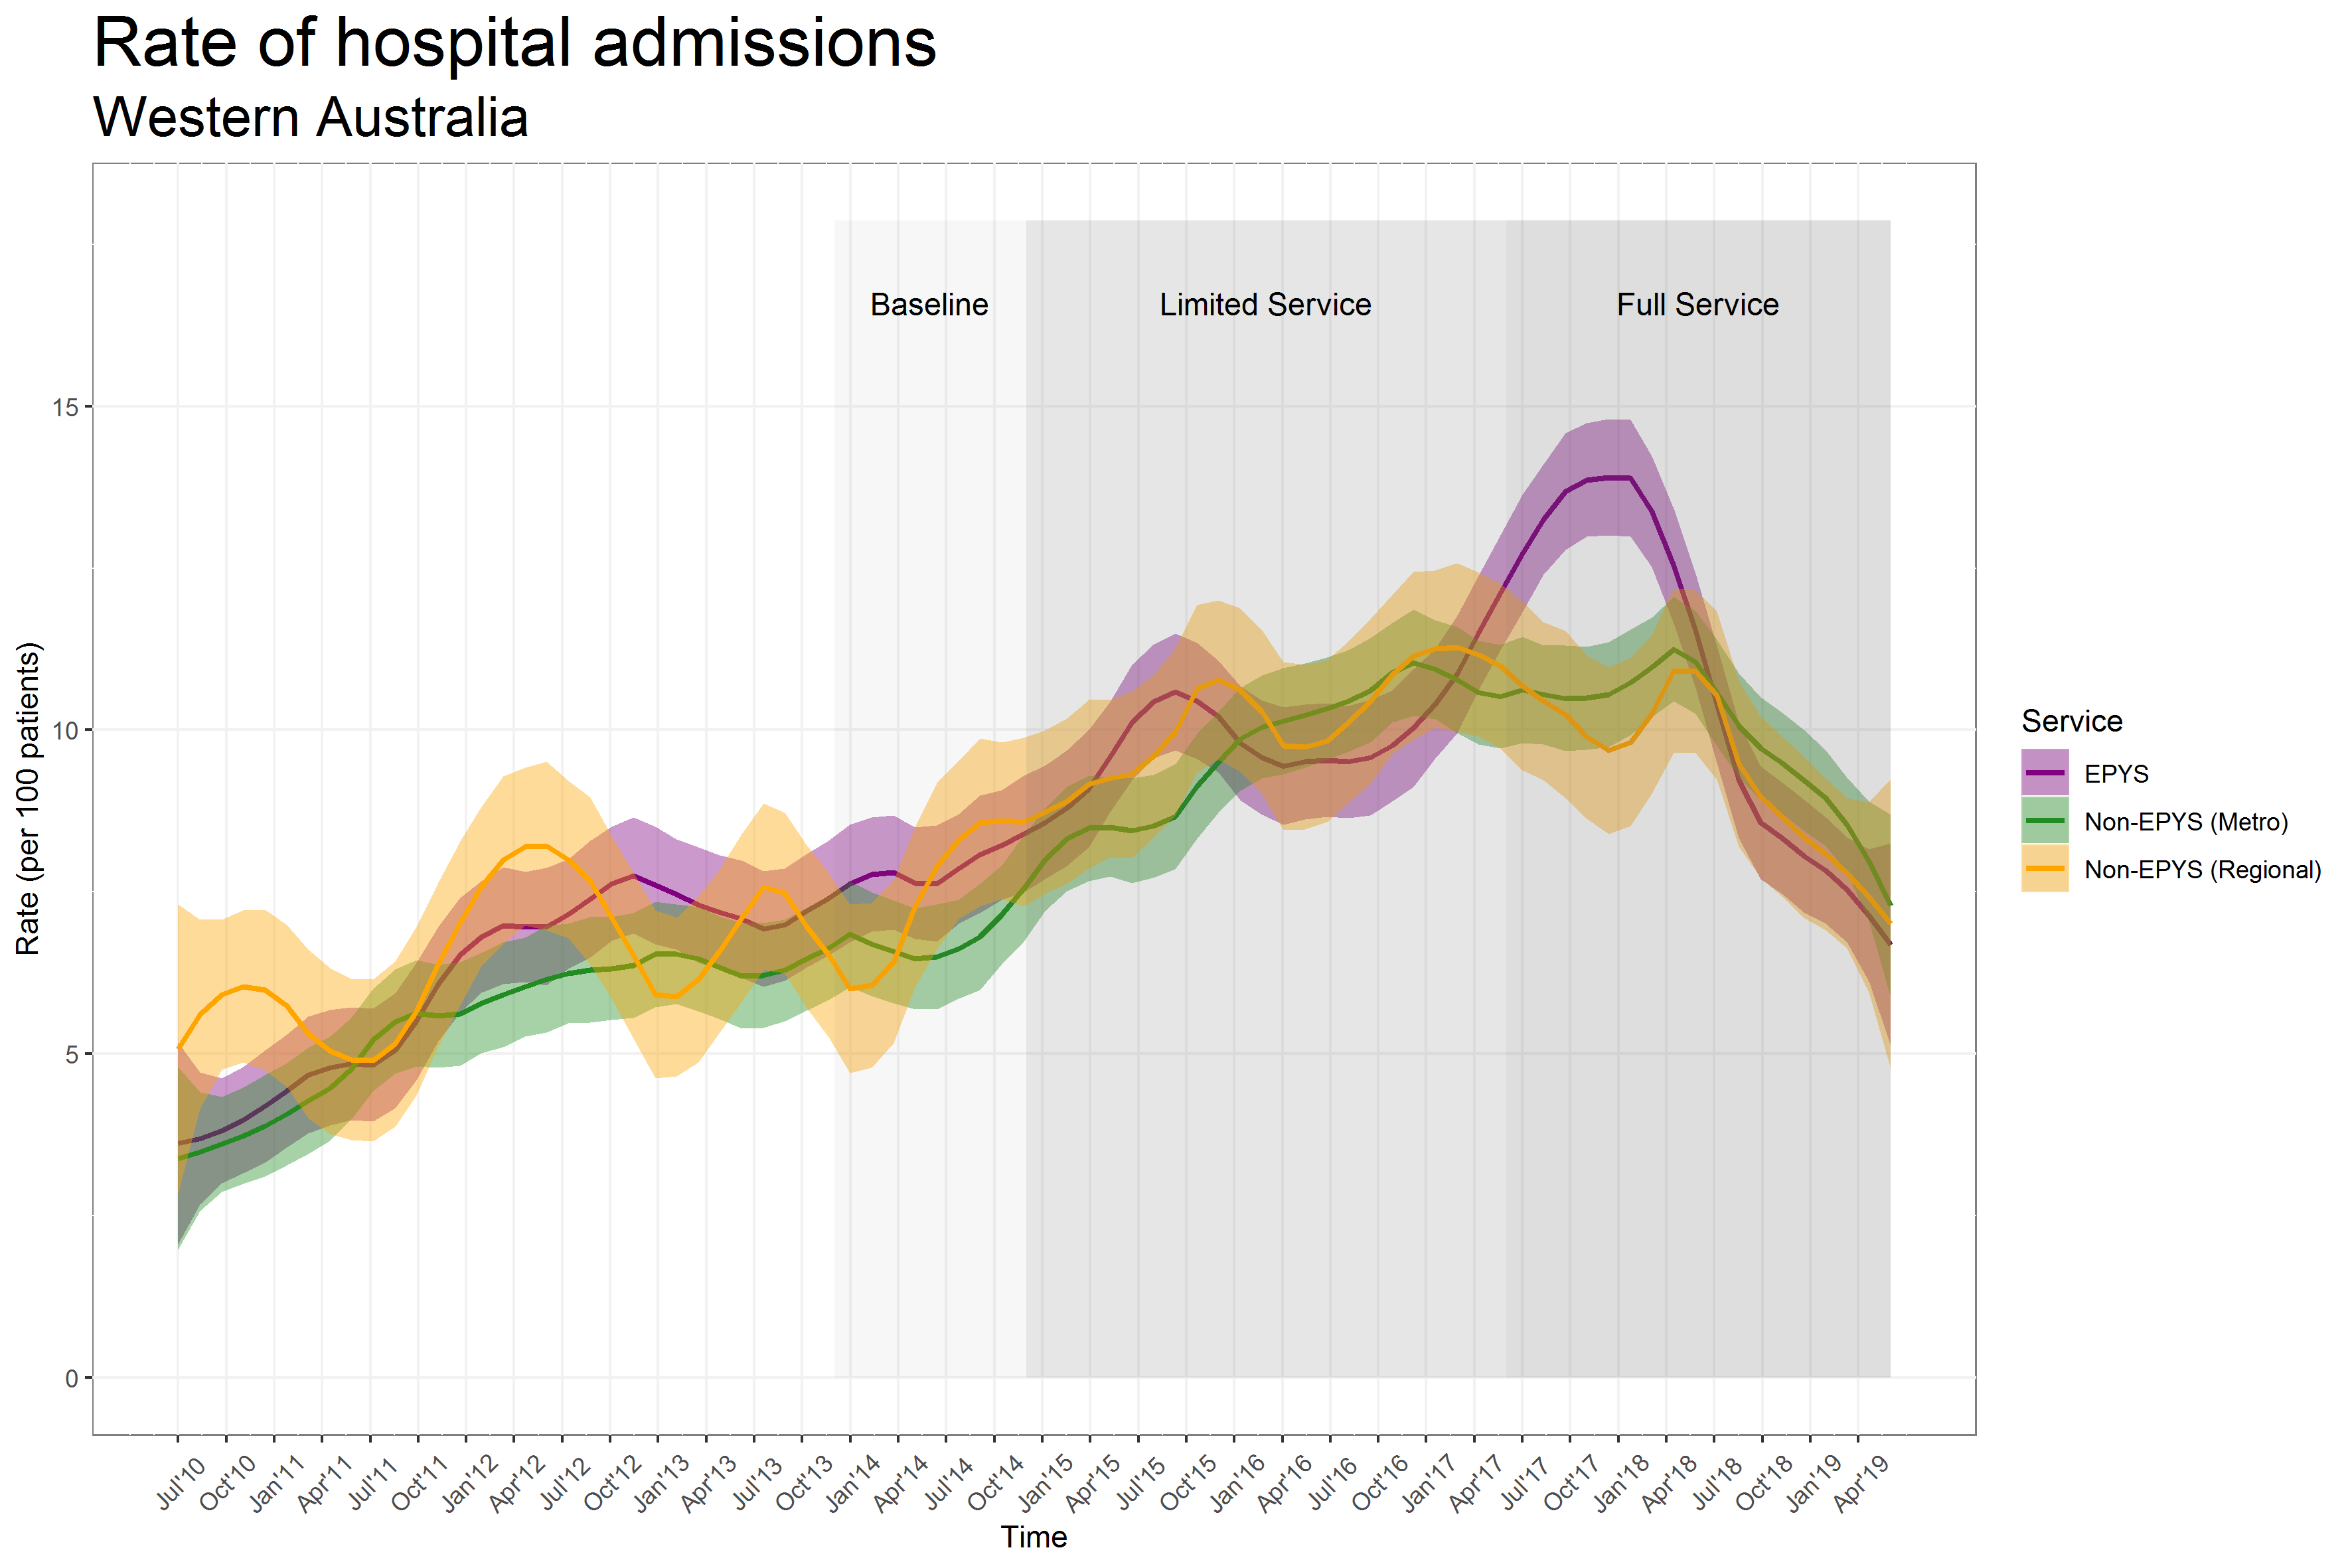 Rate of hospital admissions
Western Australia
Baseline
Limited Service
Full Service
15
10
5
0
Rate (per 100 patients)
Jul'10
Oct'10
Jan'11
Apr'11
Jul'11
Oct'11
Jan'12
Apr'12
Jul'12
Oct'12
Jan'13
Apr'13
Jul'13
Oct'13
Jan'14
Apr'14
Jul'14
Oct'14
Jan'15
Apr'15
Jul'15
Oct'15
Jan'16
Apr'16
Jul'16
Oct'16
Jan'17
Apr'17
Jul'17
Oct'17
Jan'18
Apr'18
Jul'18
Oct'18
Jan'19
Apr'19
Time
Service
EPYS
Non-EPYS (Metro)
Non-EPYS (Regional)